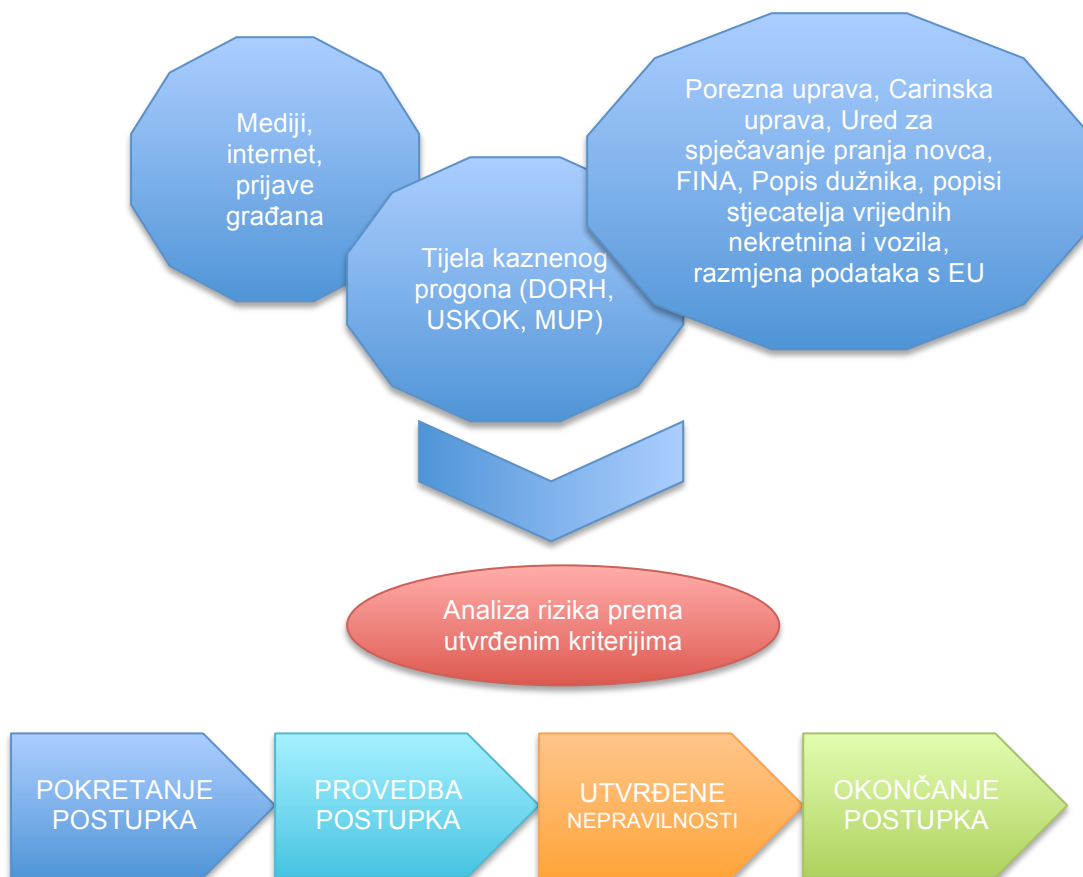 Mediji,
internet,
prijave
građana
Tijela kaznenog
progona (DORH,
USKOK, MUP)
Porezna uprava, Carinska
uprava, Ured za
spječavanje pranja novca,
FINA, Popis dužnika, popisi
stjecatelja vrijednih
nekretnina i vozila,
razmjena podataka s EU
Analiza rizika prema
utvrđenim kriterijima
POKRETANJE
POSTUPKA
PROVEDBA
POSTUPKA
UTVRĐENE
NEPRAVILNOSTI
OKONČANJE
POSTUPKA